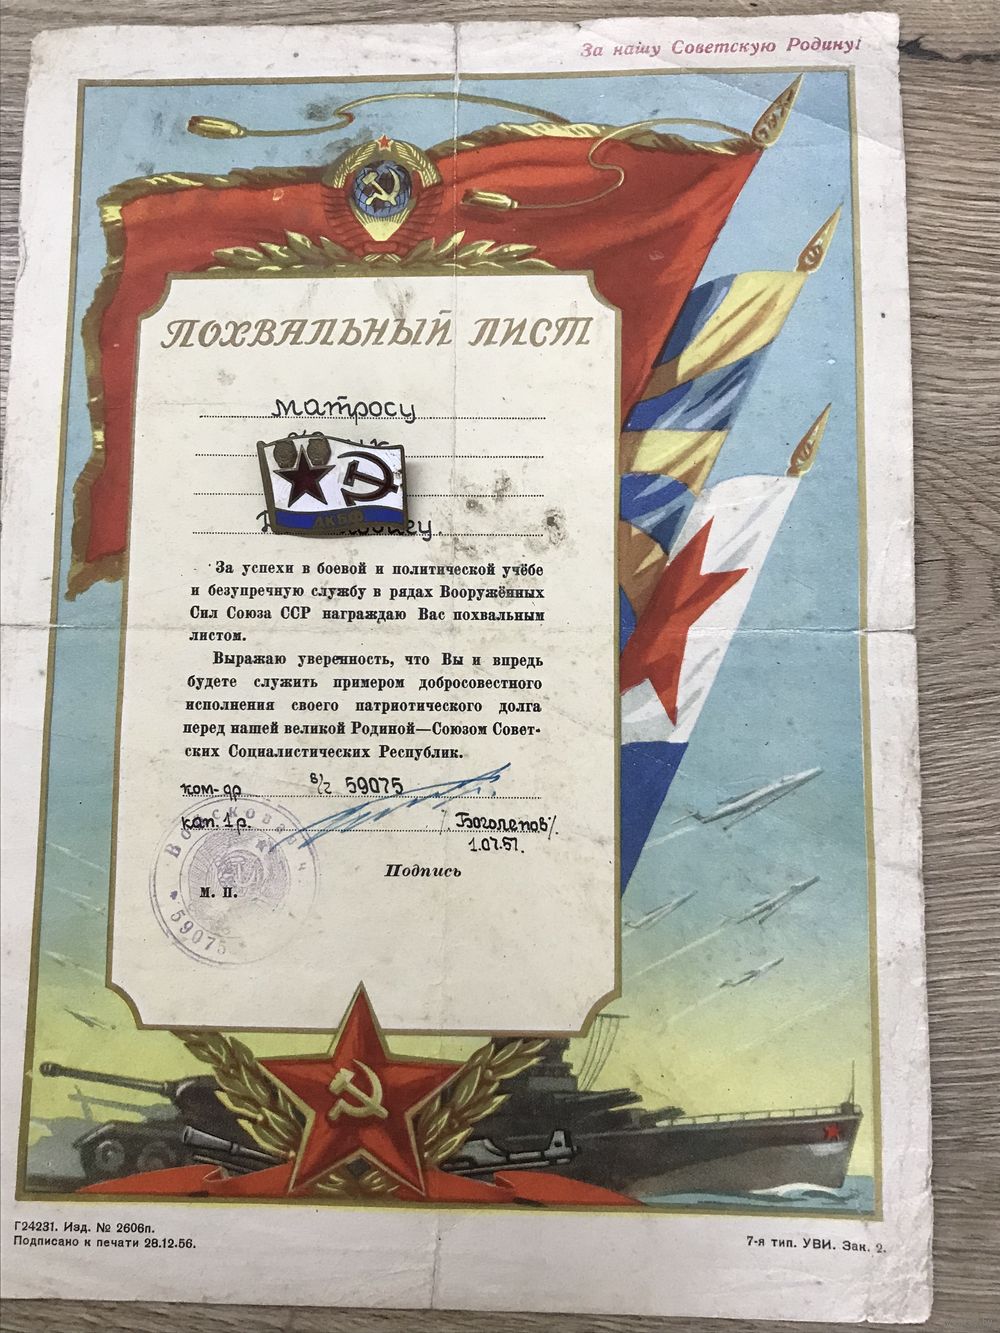 За нашу Советскую Родину!
ПОХВАЛЬНЫЙ ЛИСТ
матросу
ДКБФ
За успехи в боевой и политической учёбе
и безупречную службу в рядах Вооружённых
Сил Союза ССР награждаю Вас похвальным
листом.
Выражаю уверенность, что Вы и впредь
будете служить примером добросовестного
исполнения своего патриотического долга
перед нашей великой Родиной—Союзом Совет-
ских Социалистических Республик.
ком-др в/г 59075
кап. 1 р. /Боголепов/.
1.07.57.
Подпись
М. П.
Войсковая ч
59075
Г24231. Изд. № 2606п.
Подписано к печати 28.12.56.
7-я тип. УВИ. Зак. 2.